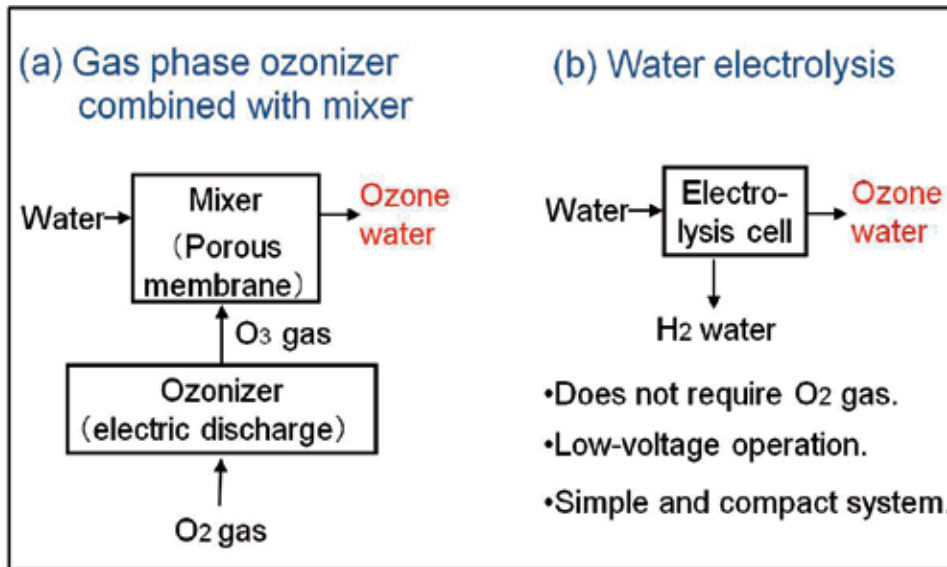 (a) Gas phase ozonizer
combined with mixer
Water
Mixer
(Porous
membrane)
Ozone
water
O3 gas
Ozonizer
(electric discharge)
O2 gas
(b) Water electrolysis
Water
Electro-
lysis cell
Ozone
water
H2 water
•Does not require O2 gas.
•Low-voltage operation.
•Simple and compact system.